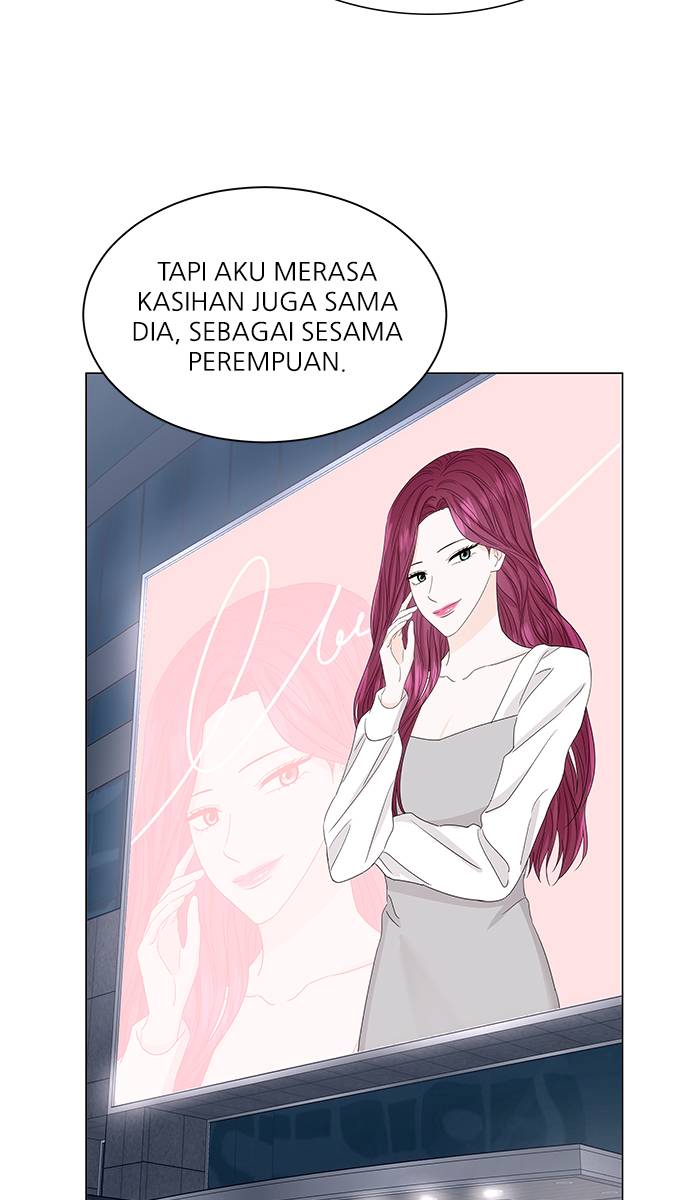 TAPI AKU MERASA
KASIHAN JUGA SAMA
DIA, SEBAGAI SESAMA
PEREMPUAN.